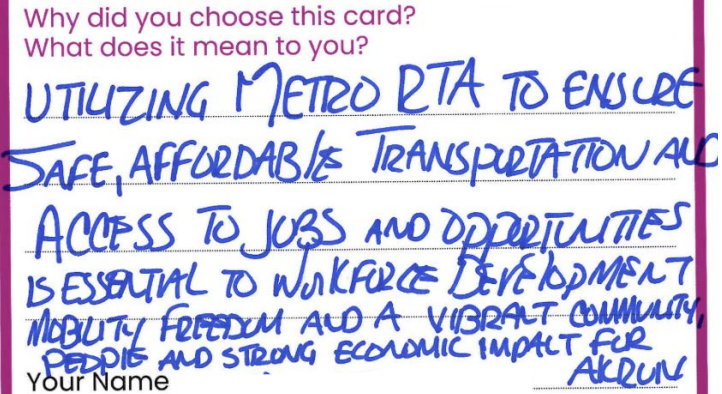 Why did you choose this card?
What does it mean to you?
UTILIZING METRO RTA TO ENSURE
SAFE, AFFORDABLE TRANSPORTATION AND
ACCESS TO JOBS AND OPPORTUNITIES
IS ESSENTIAL TO WORKFORCE DEVELOPMENT
MOBILITY FREEDOM AND A VIBRANT COMMUNITY,
PEOPLE AND STRONG ECONOMIC IMPACT FOR
AKRON
Your Name